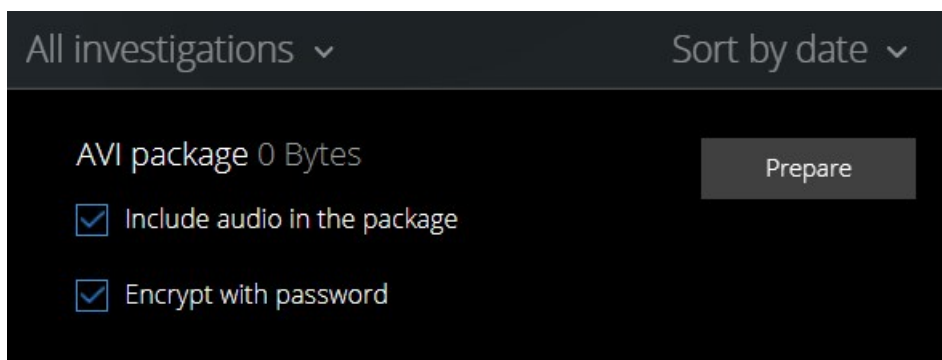 All investigations Sort by date
AVI package 0 Bytes Prepare
Include audio in the package
Encrypt with password